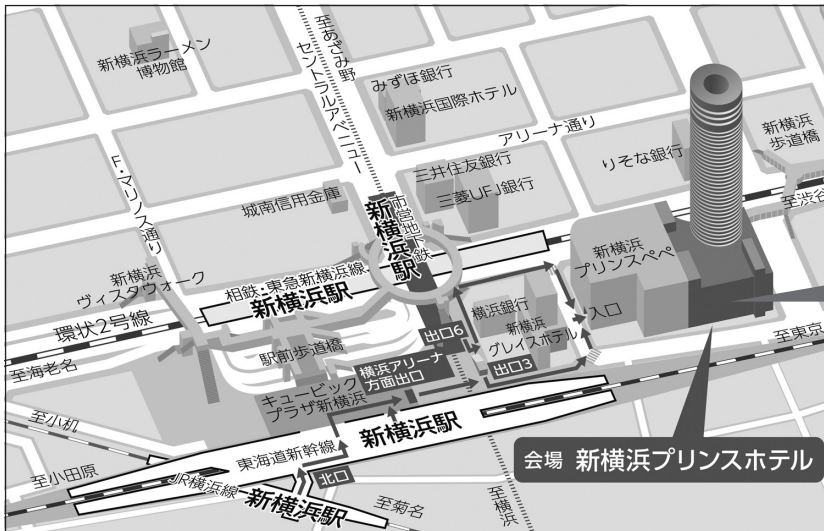 至あざみ野
セントラルアベニュー
新横浜ラーメン
博物館
みずほ銀行
新横浜国際ホテル
アリーナ通り
新横浜
歩道橋
りそな銀行
三井住友銀行
三菱UFJ銀行
F・マリノス通り
城南信用金庫
市営地下鉄
新横浜駅
至渋谷
新横浜
プリンスペペ
新横浜
ヴィスタウォーク
相鉄・東急新横浜線
新横浜駅
環状2号線
至海老名
駅前歩道橋
出口6
横浜銀行
新横浜
グレイスホテル
入口
至東京
横浜アリーナ
方面出口
出口3
キュービック
プラザ新横浜
至小机
新横浜駅
東海道新幹線
至小田原
JR横浜線
北口
新横浜駅
至菊名
至横浜
会場 新横浜プリンスホテル